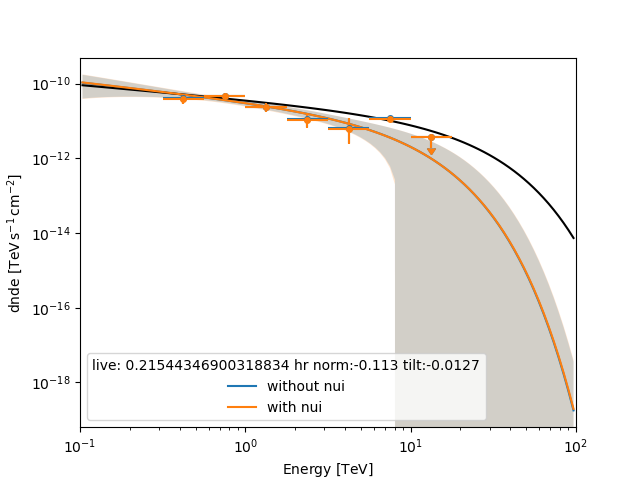 10⁻¹⁰
10⁻¹²
10⁻¹⁴
10⁻¹⁶
10⁻¹⁸
dnde [TeV s⁻¹ cm⁻²]
live: 0.21544346900318834 hr norm:-0.113 tilt:-0.0127
without nui
with nui
10⁻¹ 10⁰ 10¹ 10²
Energy [TeV]